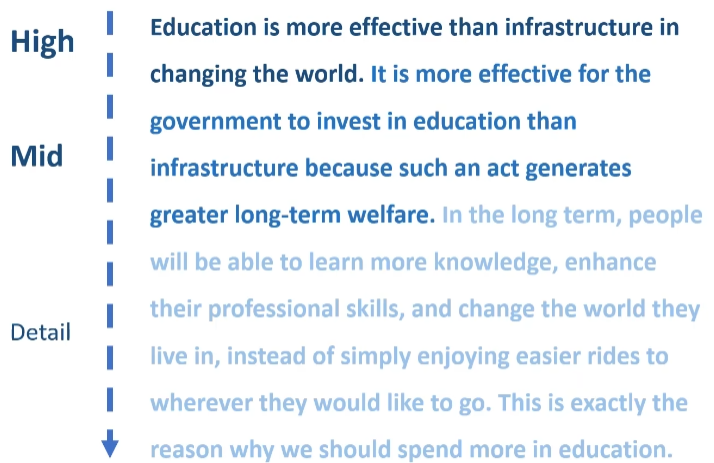 High
Mid
Detail
Education is more effective than infrastructure in
changing the world. It is more effective for the
government to invest in education than
infrastructure because such an act generates
greater long-term welfare. In the long term, people
will be able to learn more knowledge, enhance
their professional skills, and change the world they
live in, instead of simply enjoying easier rides to
wherever they would like to go. This is exactly the
reason why we should spend more in education.